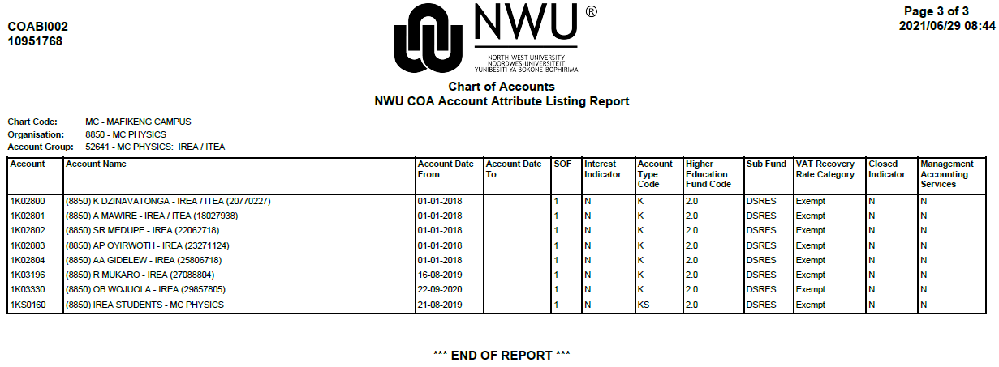 COABI002
10951768
NWU®
NORTH-WEST UNIVERSITY
NOORDWES-UNIVERSITEIT
YUNIBESITI YA BOKONE-BOPHIRIMA
Page 3 of 3
2021/06/29 08:44
Chart of Accounts
NWU COA Account Attribute Listing Report
Chart Code: MC - MAFIKENG CAMPUS
Organisation: 8850 - MC PHYSICS
Account Group: 52641 - MC PHYSICS: IREA / ITEA
Account Account Name Account Date From Account Date To SOF Interest Indicator Account Type Code Higher Education Fund Code Sub Fund VAT Recovery Rate Category Closed Indicator Management Accounting Services
1K02800 (8850) K DZINAVATONGA - IREA / ITEA (20770227) 01-01-2018 1 N K 2.0 DSRES Exempt N N
1K02801 (8850) A MAWIRE - IREA / ITEA (18027938) 01-01-2018 1 N K 2.0 DSRES Exempt N N
1K02802 (8850) SR MEDUPE - IREA (22062718) 01-01-2018 1 N K 2.0 DSRES Exempt N N
1K02803 (8850) AP OYIRWOTH - IREA (23271124) 01-01-2018 1 N K 2.0 DSRES Exempt N N
1K02804 (8850) AA GIDELEW - IREA (25806718) 01-01-2018 1 N K 2.0 DSRES Exempt N N
1K03196 (8850) R MUKARO - IREA (27088804) 16-08-2019 1 N K 2.0 DSRES Exempt N N
1K03330 (8850) OB WOJUOLA - IREA (29857805) 22-09-2020 1 N K 2.0 DSRES Exempt N N
1KS0160 (8850) IREA STUDENTS - MC PHYSICS 21-08-2019 1 N KS 2.0 DSRES Exempt N N
*** END OF REPORT ***